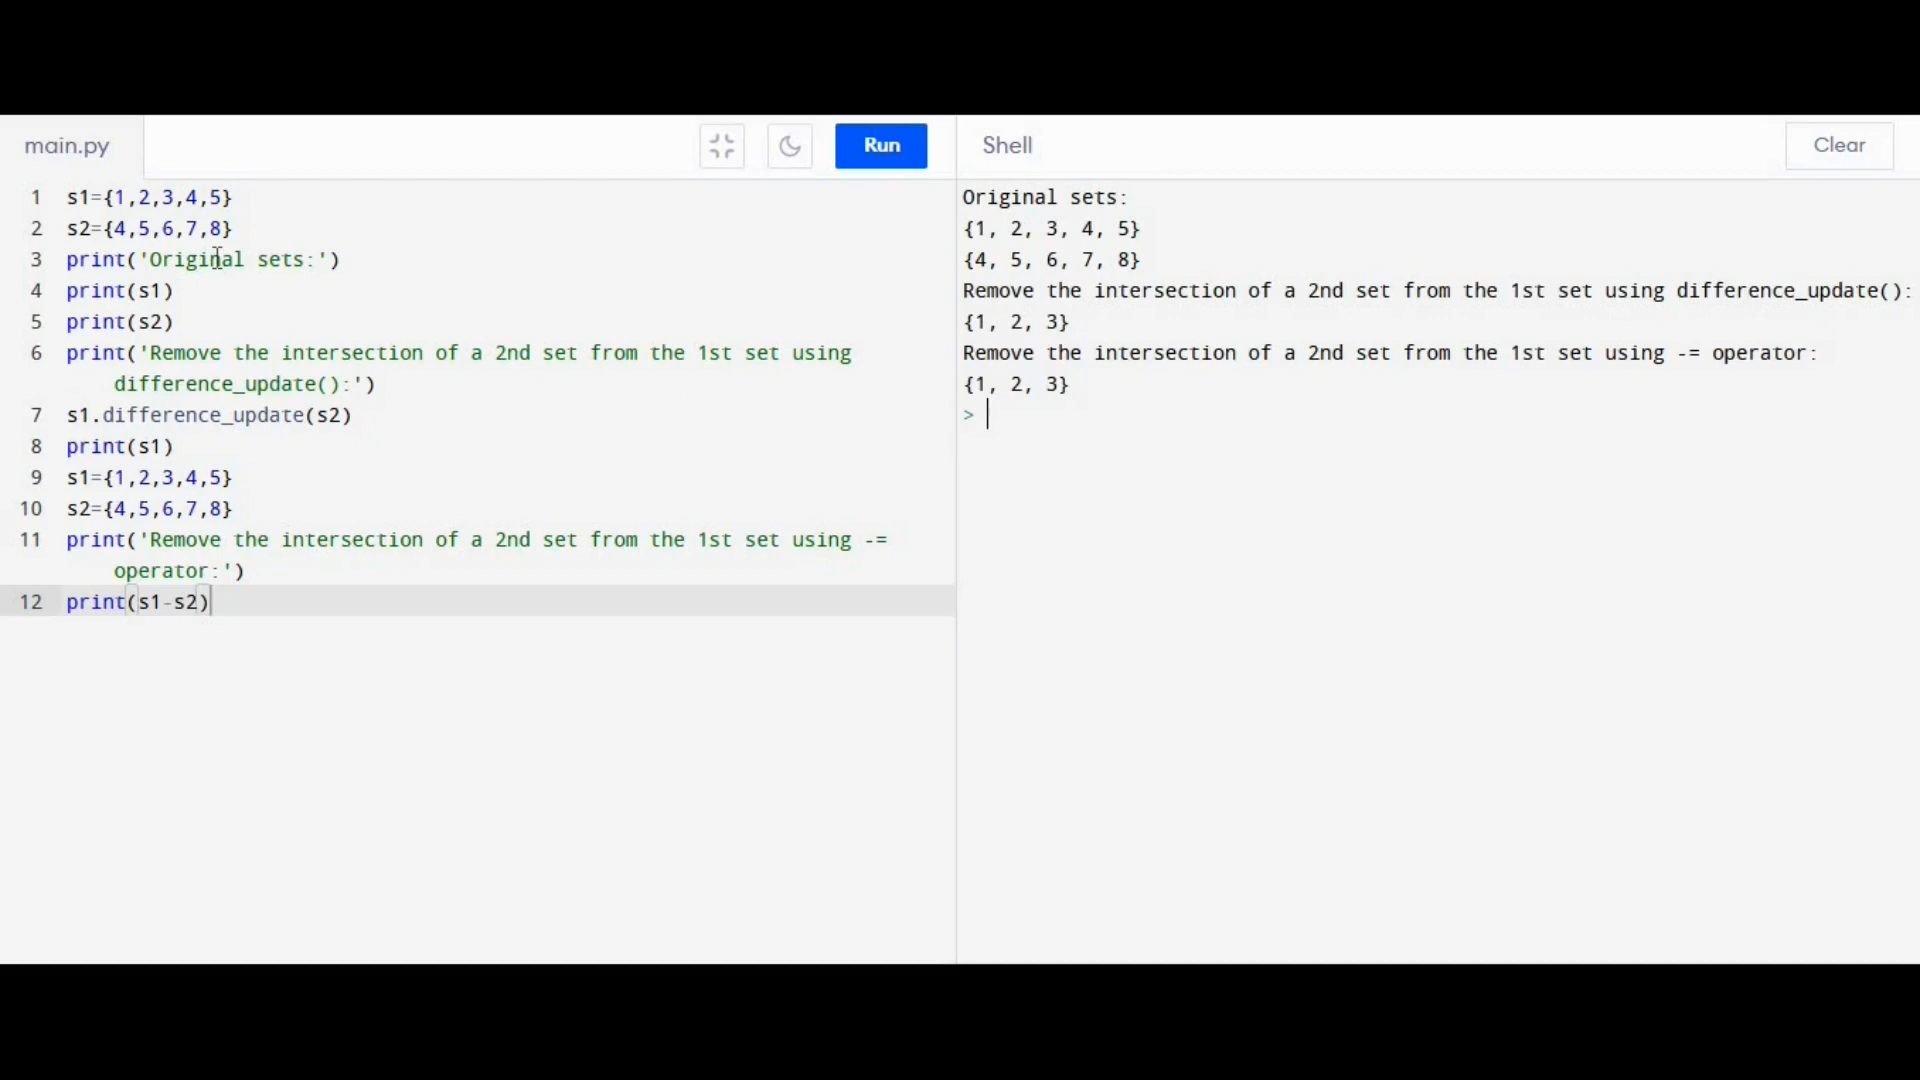 main.py
Run
Shell
Clear
1 s1={1,2,3,4,5}
2 s2={4,5,6,7,8}
3 print('Original sets:')
4 print(s1)
5 print(s2)
6 print('Remove the intersection of a 2nd set from the 1st set using
difference_update():')
7 s1.difference_update(s2)
8 print(s1)
9 s1={1,2,3,4,5}
10 s2={4,5,6,7,8}
11 print('Remove the intersection of a 2nd set from the 1st set using -=
operator:')
12 print(s1-s2)
Original sets:
{1, 2, 3, 4, 5}
{4, 5, 6, 7, 8}
Remove the intersection of a 2nd set from the 1st set using difference_update():
{1, 2, 3}
Remove the intersection of a 2nd set from the 1st set using -= operator:
{1, 2, 3}
>